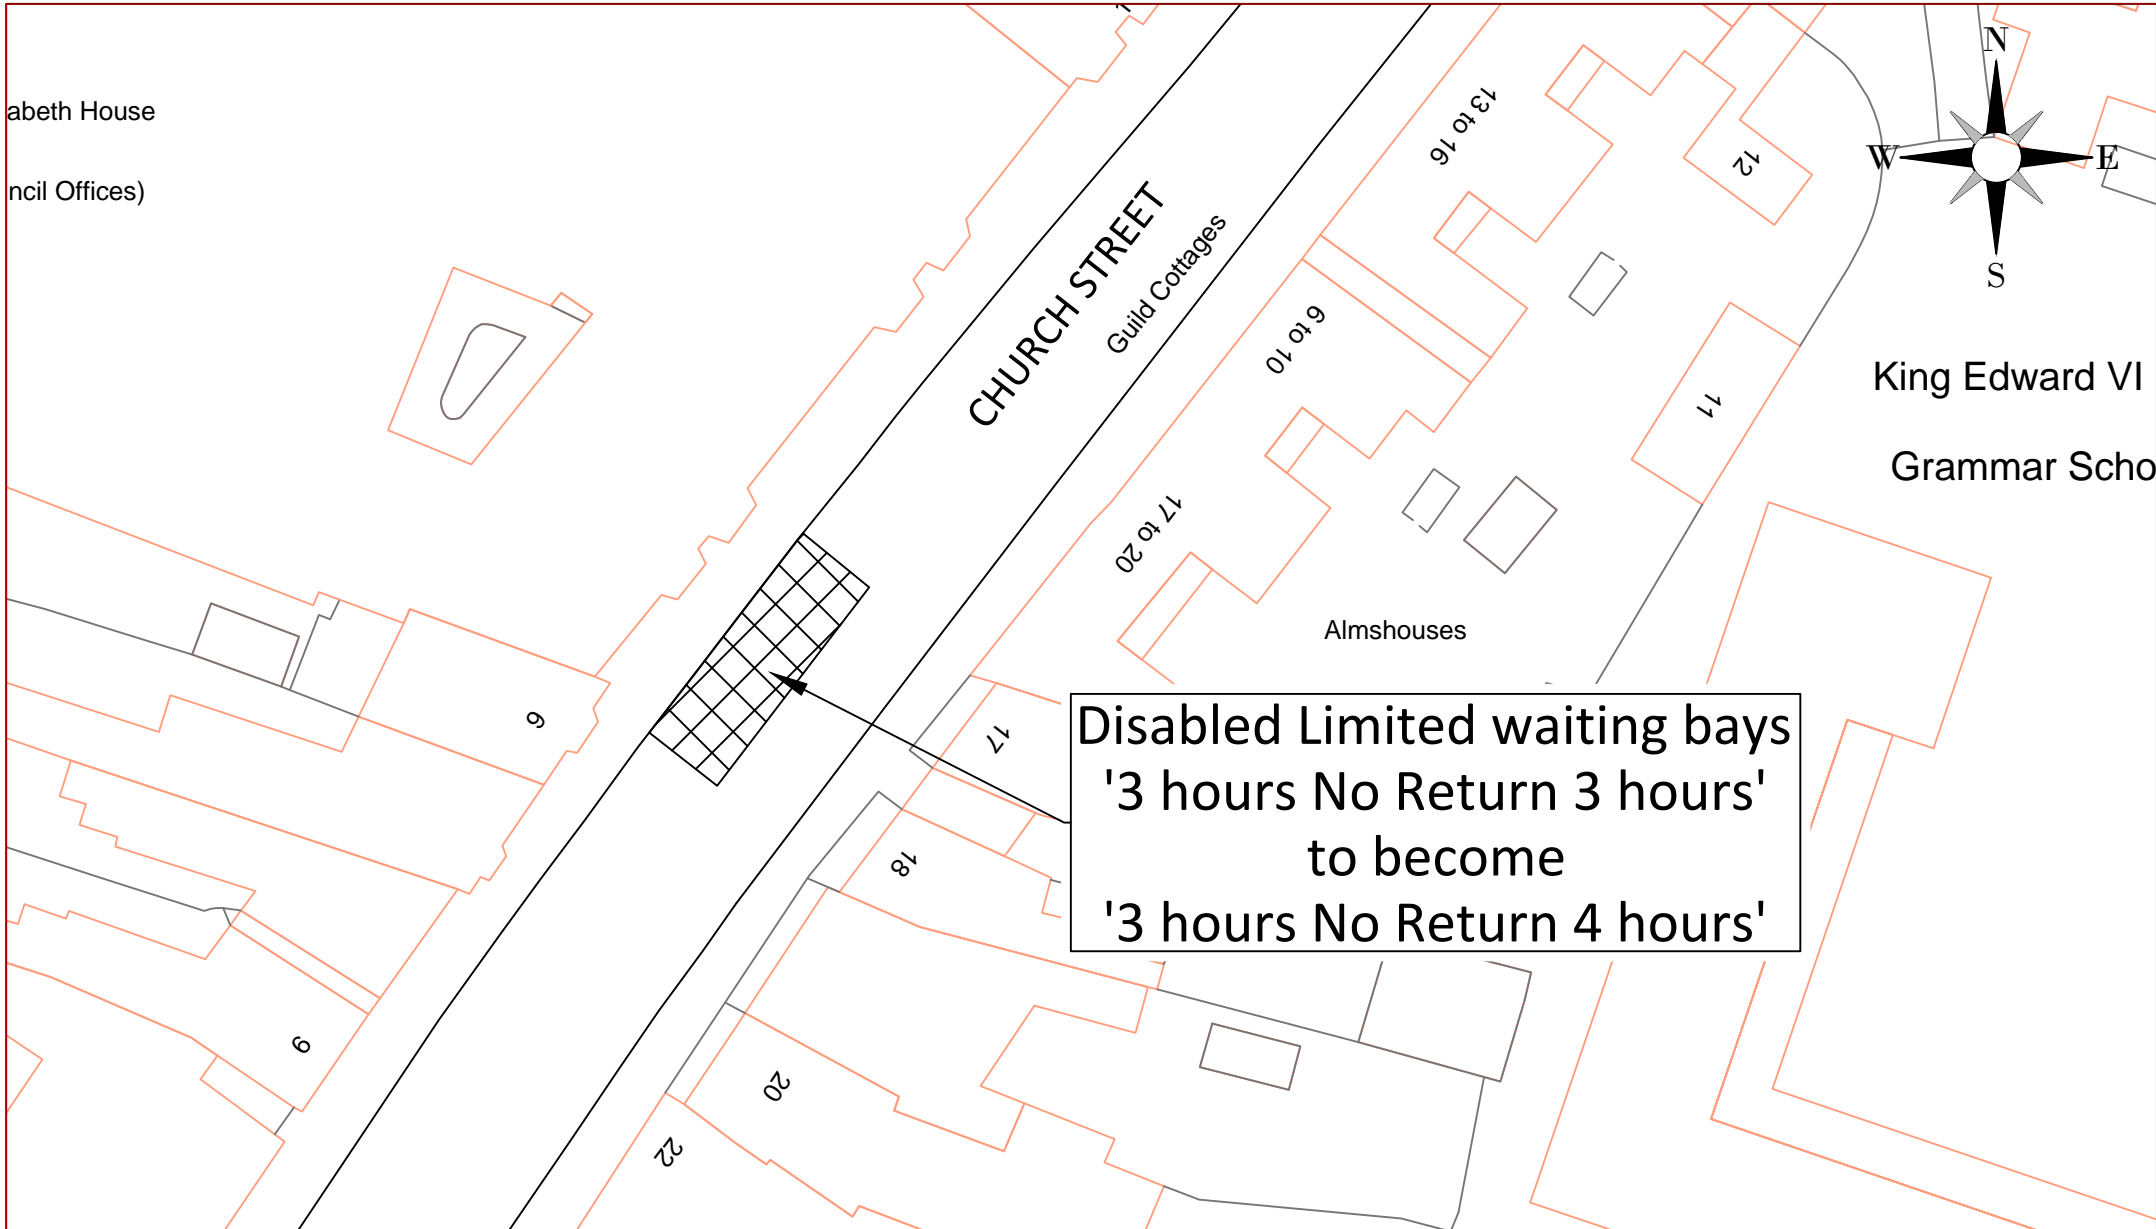 abeth House
ncil Offices)
N
W
E
S
CHURCH STREET
Guild Cottages
13 to 16
12
6 to 10
11
King Edward VI
Grammar Scho
17 to 20
Almshouses
6
17
Disabled Limited waiting bays
'3 hours No Return 3 hours'
to become
'3 hours No Return 4 hours'
18
9
20
22